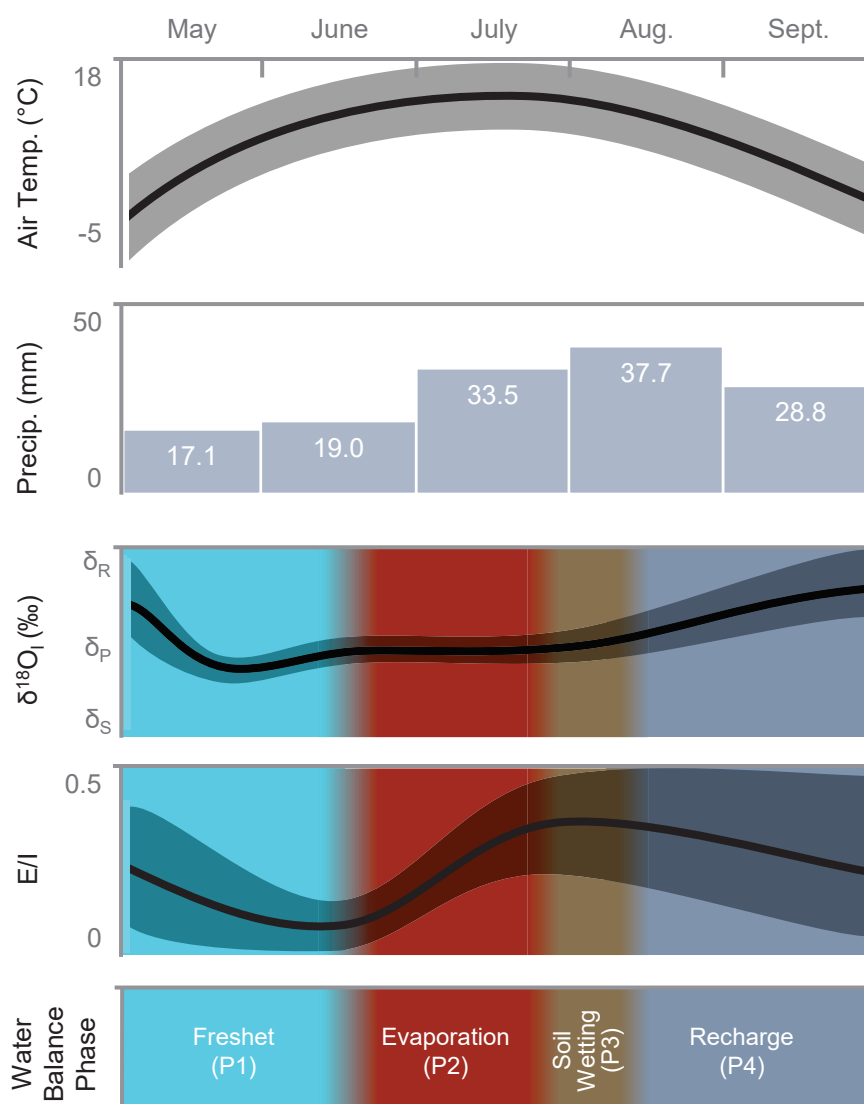 May June July Aug. Sept.
18
Air Temp. (°C)
-5
50
Precip. (mm)
0
17.1 19.0 33.5 37.7 28.8
δR
δ18OI (‰)
δP
δS
0.5
E/I
0
Water
Balance
Phase
Freshet
(P1)
Evaporation
(P2)
Soil
Wetting
(P3)
Recharge
(P4)